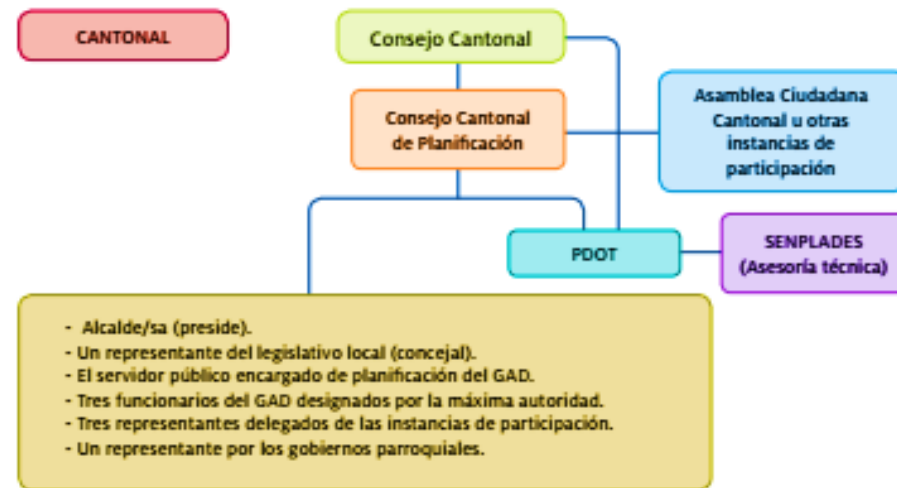 CANTONAL
Consejo Cantonal
Consejo Cantonal
de Planificación
Asamblea Ciudadana
Cantonal u otras
instancias de
participación
PDOT
SENPLADES
(Asesoría técnica)
- Alcalde/sa (preside).
- Un representante del legislativo local (concejal).
- El servidor público encargado de planificación del GAD.
- Tres funcionarios del GAD designados por la máxima autoridad.
- Tres representantes delegados de las instancias de participación.
- Un representante por los gobiernos parroquiales.